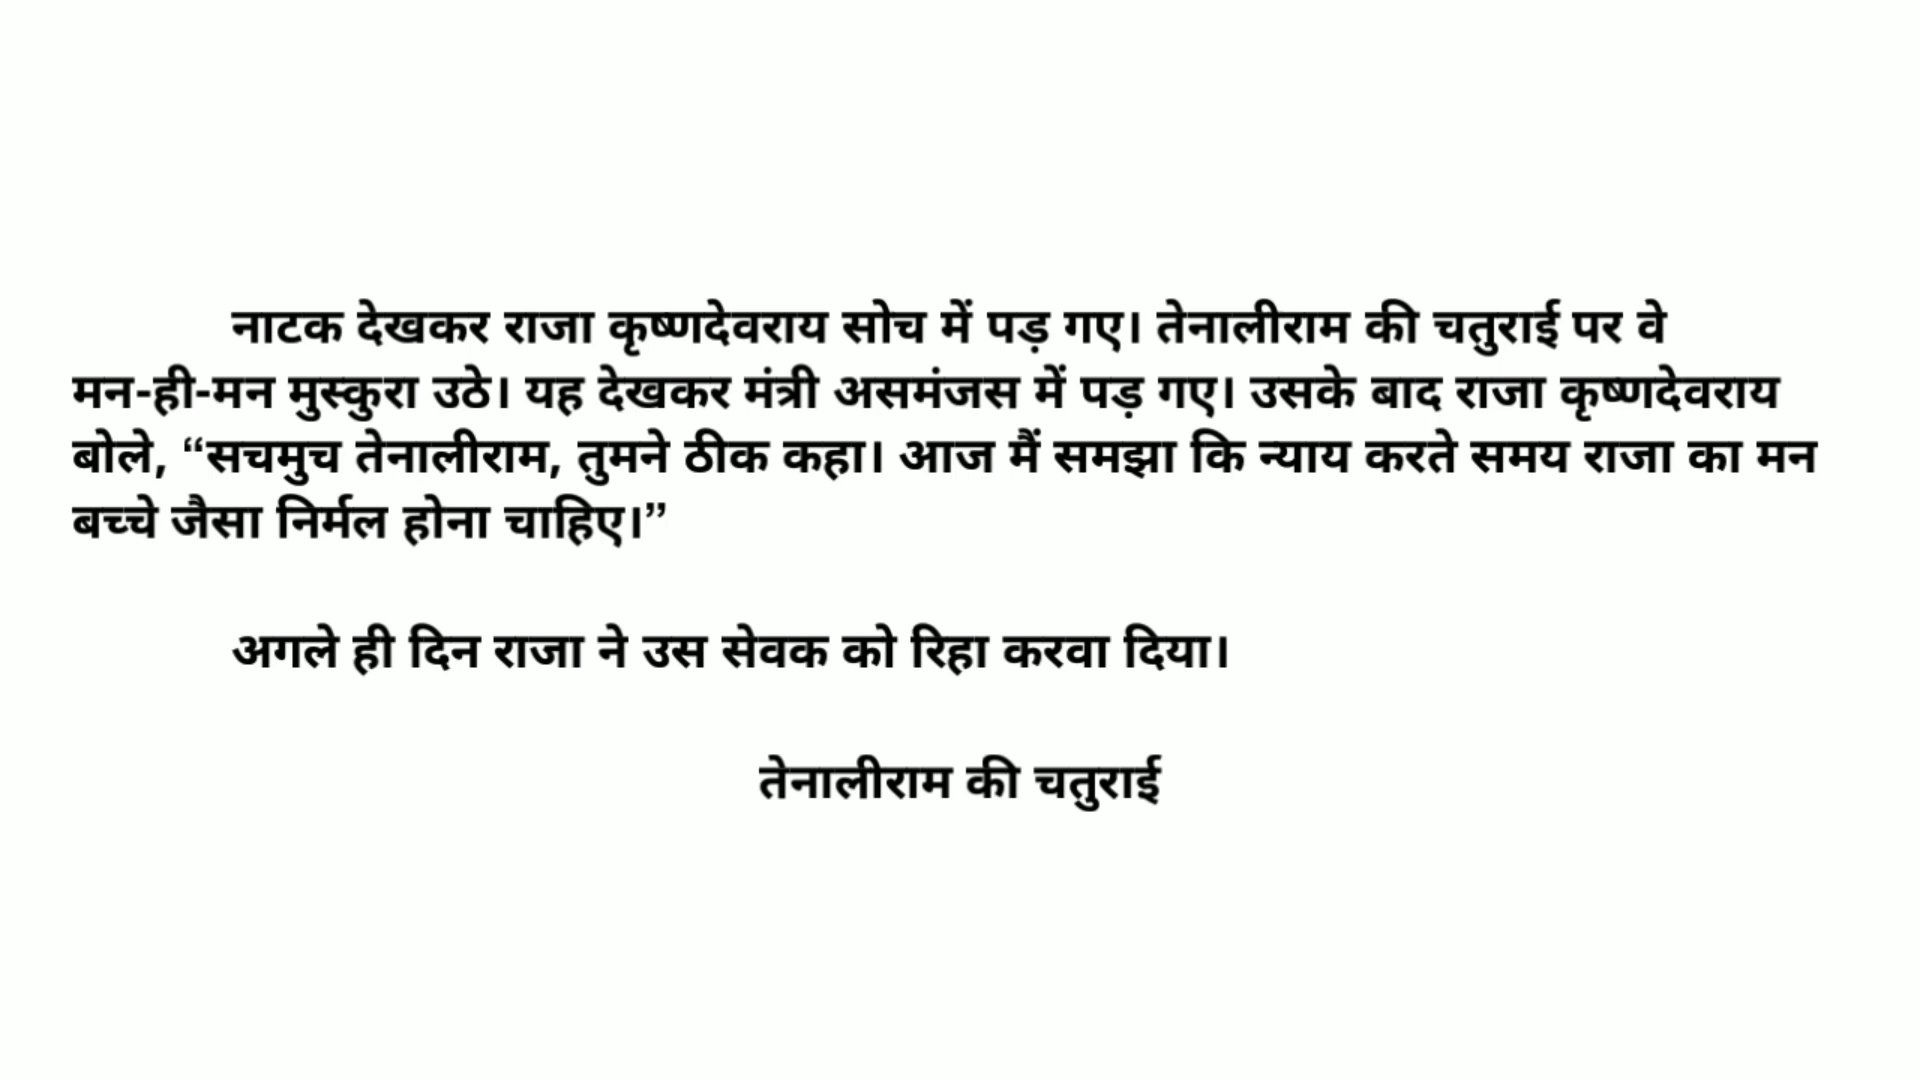 नाटक देखकर राजा कृष्णदेवराय सोच में पड़ गए। तेनालीराम की चतुराई पर वे
मन-ही-मन मुस्कुरा उठे। यह देखकर मंत्री असमंजस में पड़ गए। उसके बाद राजा कृष्णदेवराय
बोले, “सचमुच तेनालीराम, तुमने ठीक कहा। आज मैं समझा कि न्याय करते समय राजा का मन
बच्चे जैसा निर्मल होना चाहिए।”
अगले ही दिन राजा ने उस सेवक को रिहा करवा दिया।
तेनालीराम की चतुराई